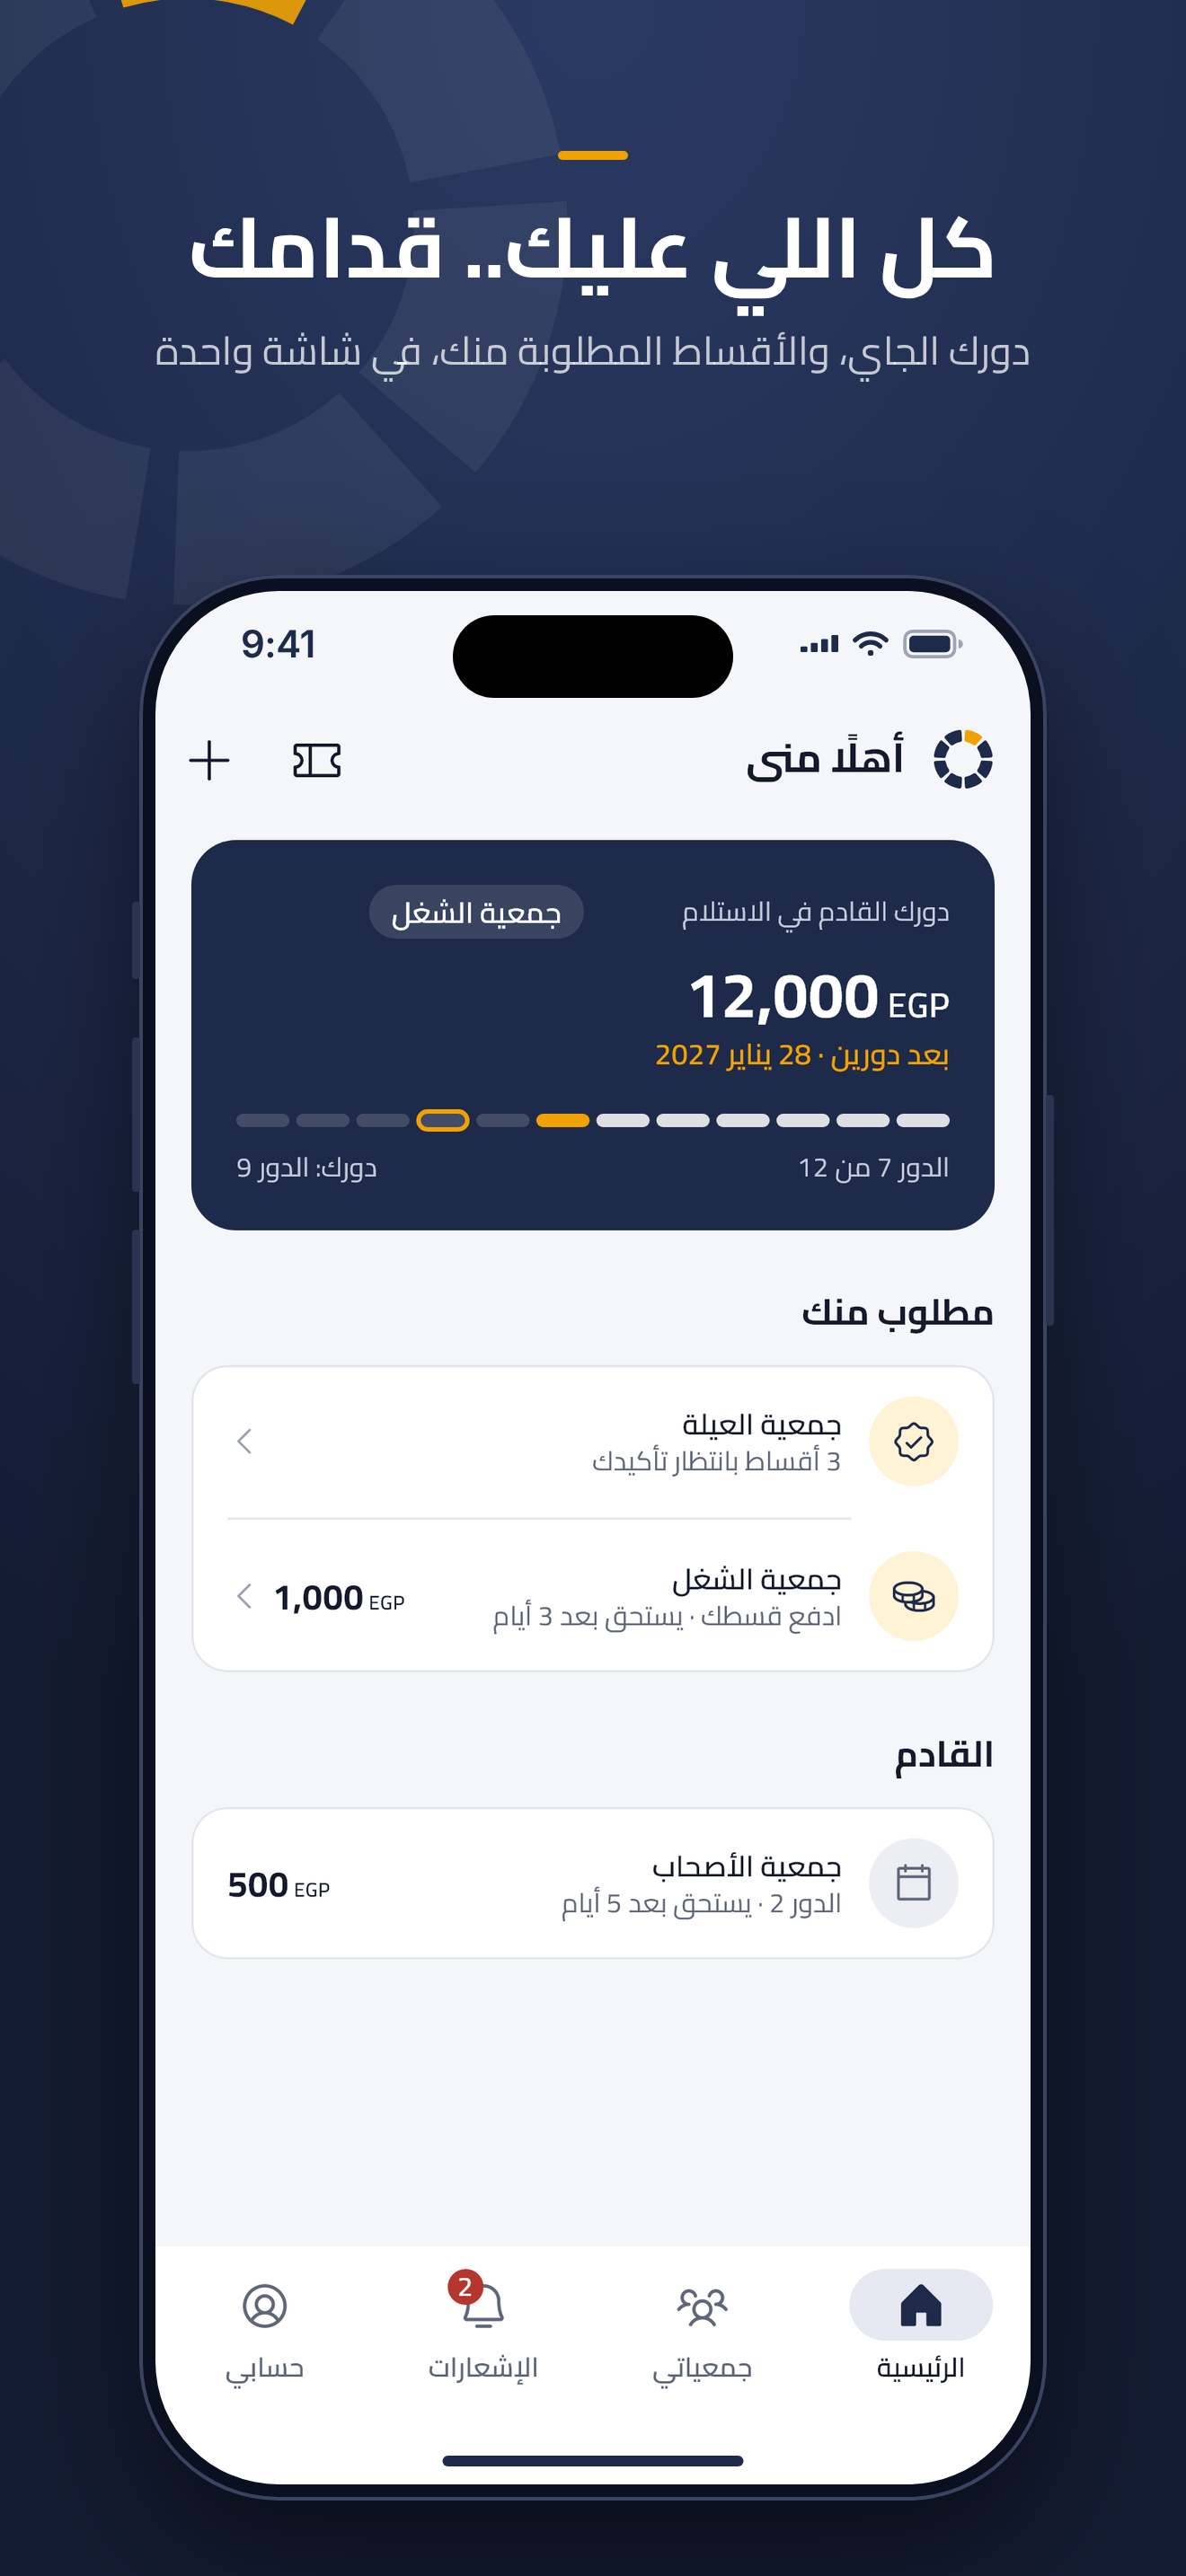 كل اللي عليك.. قدامك
دورك الجاي، والأقساط المطلوبة منك، في شاشة واحدة
9:41
أهلًا منى
دورك القادم في الاستلام
جمعية الشغل
12,000 EGP
بعد دورين · 28 يناير 2027
الدور 7 من 12
دورك: الدور 9
مطلوب منك
جمعية العيلة
3 أقساط بانتظار تأكيدك
جمعية الشغل
ادفع قسطك · يستحق بعد 3 أيام
1,000 EGP
القادم
جمعية الأصحاب
الدور 2 · يستحق بعد 5 أيام
500 EGP
الرئيسية
جمعياتي
2
الإشعارات
حسابي